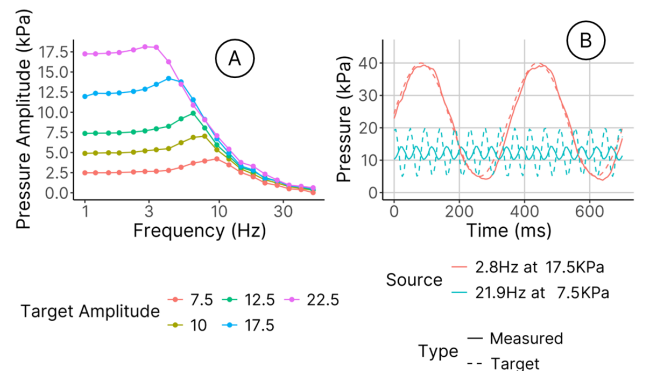 Pressure Amplitude (kPa)
17.5
15.0
12.5
10.0
7.5
5.0
2.5
0.0
A
1 3 10 30
Frequency (Hz)
Pressure (kPa)
40
30
20
10
0
B
0 200 400 600
Time (ms)
Target Amplitude
7.5 12.5 22.5
10 17.5
Source
2.8Hz at 17.5KPa
21.9Hz at 7.5KPa
Type
Measured
Target